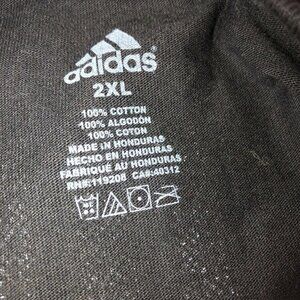 adidas
2XL
100% COTTON
100% ALGODÓN
100% COTON
MADE IN HONDURAS
HECHO EN HONDURAS
FABRIQUÉ AU HONDURAS
RN#:119208 CA#:40312